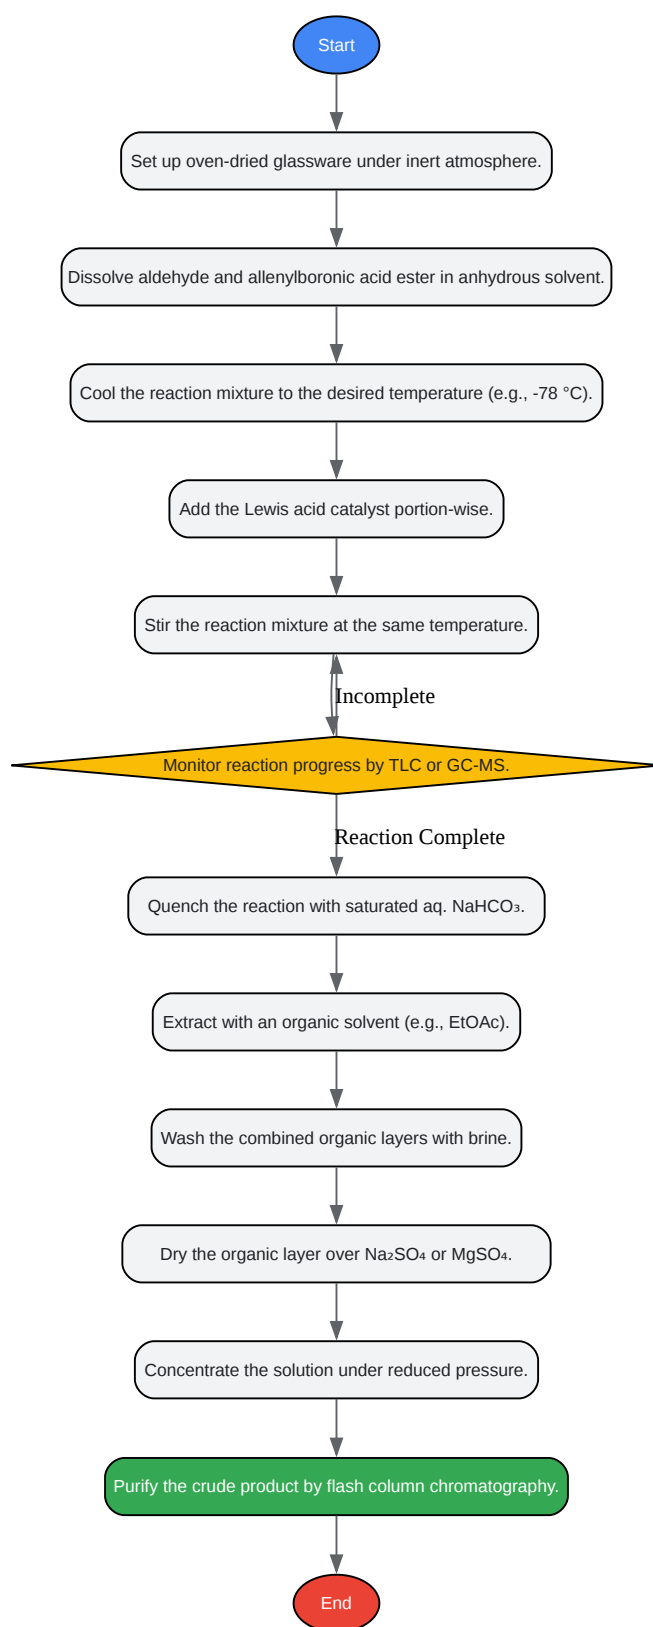 Start
Set up oven-dried glassware under inert atmosphere.
Dissolve aldehyde and allenylboronic acid ester in anhydrous solvent.
Cool the reaction mixture to the desired temperature (e.g., -78 °C).
Add the Lewis acid catalyst portion-wise.
Stir the reaction mixture at the same temperature.
Incomplete
Monitor reaction progress by TLC or GC-MS.
Reaction Complete
Quench the reaction with saturated aq. NaHCO₃.
Extract with an organic solvent (e.g., EtOAc).
Wash the combined organic layers with brine.
Dry the organic layer over Na₂SO₄ or MgSO₄.
Concentrate the solution under reduced pressure.
Purify the crude product by flash column chromatography.
End